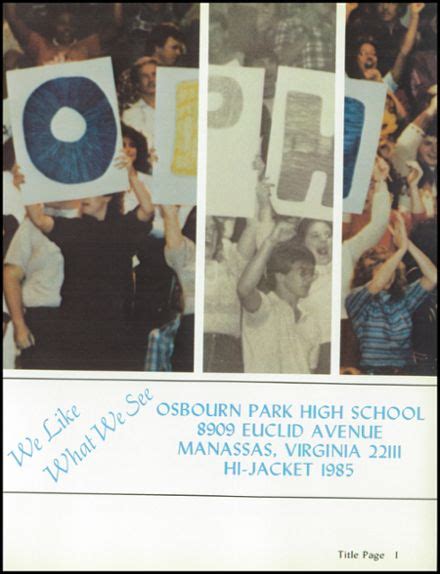 O P H
We Like
What We See
OSBOURN PARK HIGH SCHOOL
8909 EUCLID AVENUE
MANASSAS, VIRGINIA 22111
HI-JACKET 1985
Title Page 1